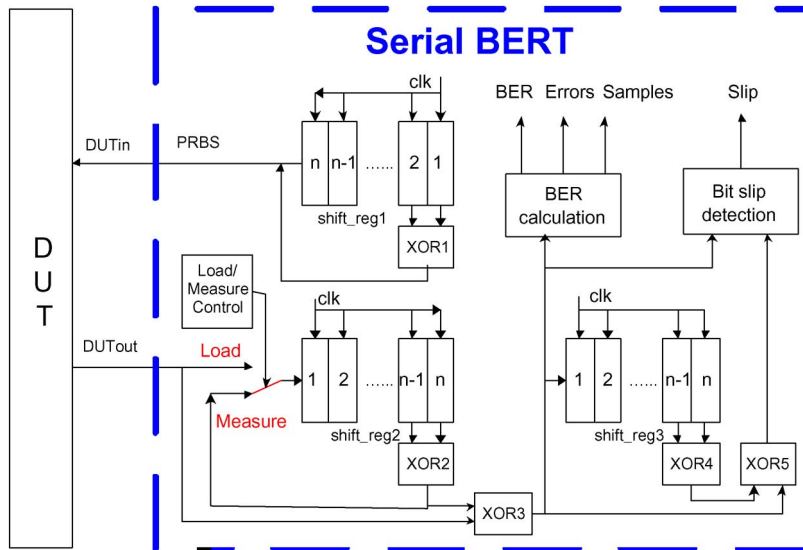 Serial BERT
clk
BER Errors Samples
Slip
DUTin
PRBS
n n-1 ...... 2 1
BER
calculation
Bit slip
detection
shift_reg1
XOR1
D
U
T
Load/
Measure
Control
clk
clk
DUTout
Load
1 2 ...... n-1 n
1 2 ...... n-1 n
Measure
shift_reg2
shift_reg3
XOR2
XOR4
XOR5
XOR3